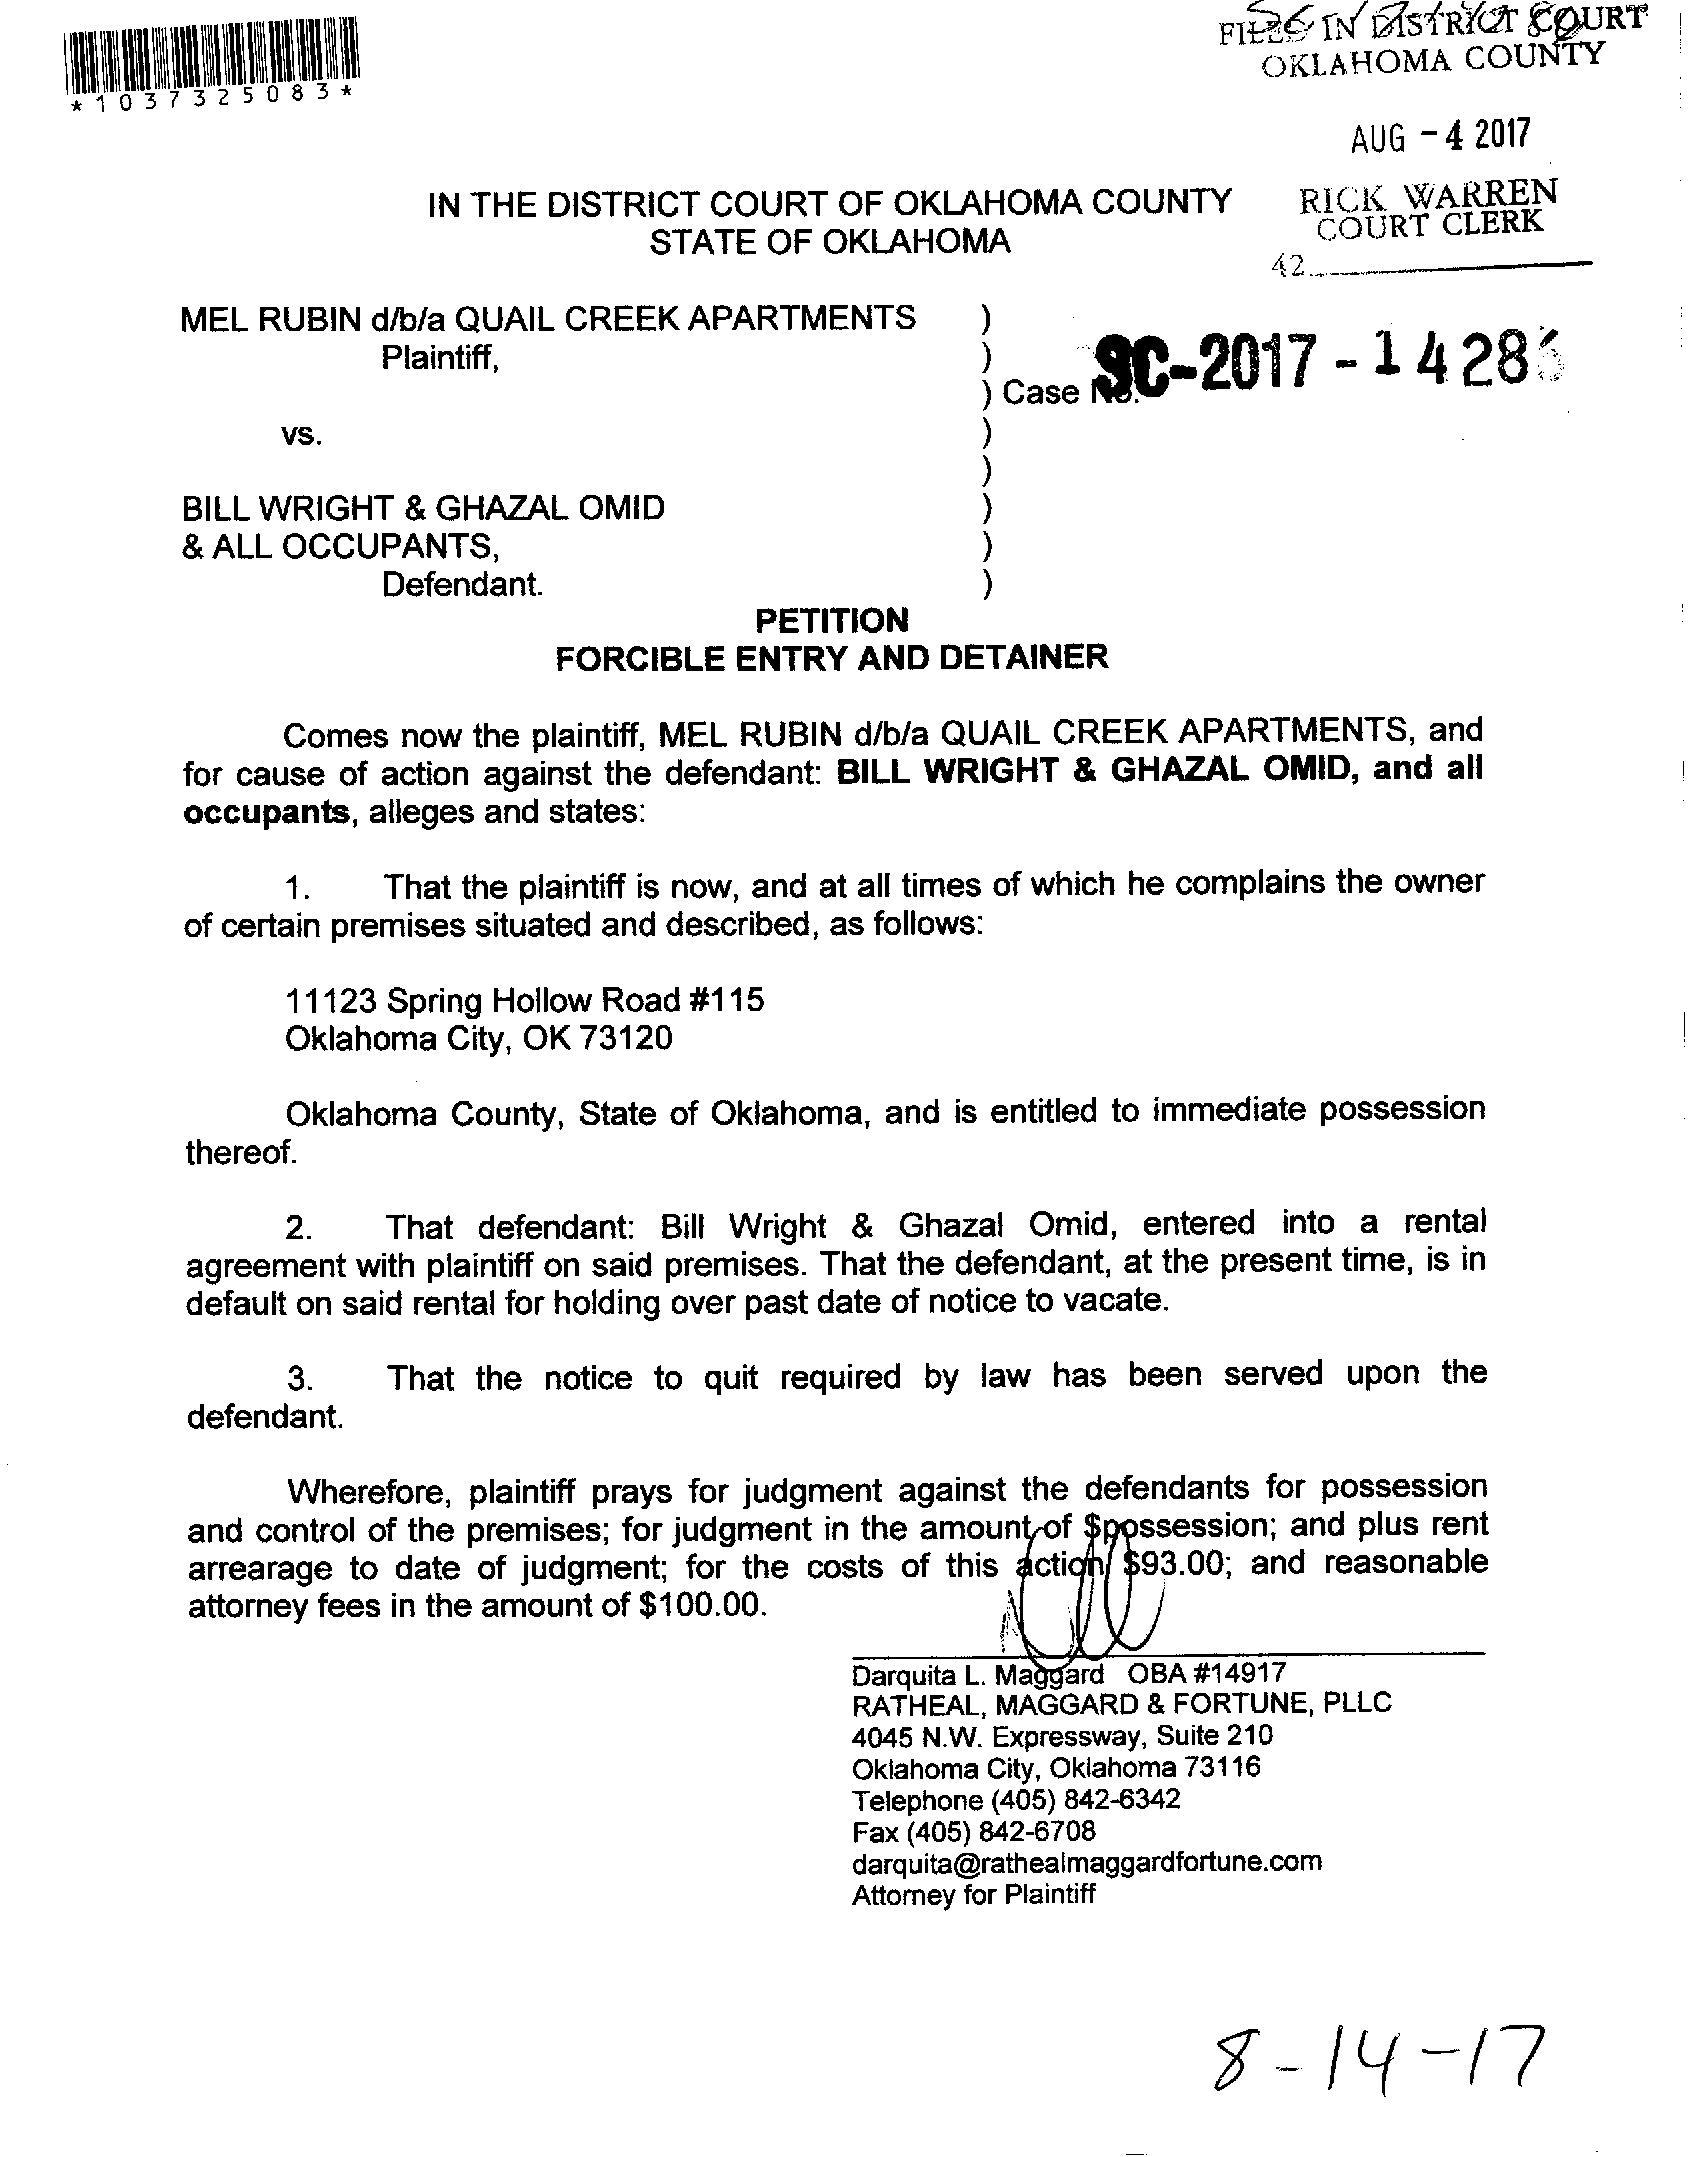 *1037325083*
FILED IN DISTRICT COURT
OKLAHOMA COUNTY
AUG - 4 2017
RICK WARREN
COURT CLERK
42
IN THE DISTRICT COURT OF OKLAHOMA COUNTY
STATE OF OKLAHOMA
MEL RUBIN d/b/a QUAIL CREEK APARTMENTS )
Plaintiff, )
) Case No. SC-2017-1428
vs. )
)
BILL WRIGHT & GHAZAL OMID )
& ALL OCCUPANTS, )
Defendant. )
PETITION
FORCIBLE ENTRY AND DETAINER
Comes now the plaintiff, MEL RUBIN d/b/a QUAIL CREEK APARTMENTS, and
for cause of action against the defendant: BILL WRIGHT & GHAZAL OMID, and all
occupants, alleges and states:
1. That the plaintiff is now, and at all times of which he complains the owner
of certain premises situated and described, as follows:
11123 Spring Hollow Road #115
Oklahoma City, OK 73120
Oklahoma County, State of Oklahoma, and is entitled to immediate possession
thereof.
2. That defendant: Bill Wright & Ghazal Omid, entered into a rental
agreement with plaintiff on said premises. That the defendant, at the present time, is in
default on said rental for holding over past date of notice to vacate.
3. That the notice to quit required by law has been served upon the
defendant.
Wherefore, plaintiff prays for judgment against the defendants for possession
and control of the premises; for judgment in the amount of $possession; and plus rent
arrearage to date of judgment; for the costs of this action $93.00; and reasonable
attorney fees in the amount of $100.00.
Darquita L. Maggard OBA #14917
RATHEAL, MAGGARD & FORTUNE, PLLC
4045 N.W. Expressway, Suite 210
Oklahoma City, Oklahoma 73116
Telephone (405) 842-6342
Fax (405) 842-6708
darquita@rathealmaggardfortune.com
Attorney for Plaintiff
8-14-17